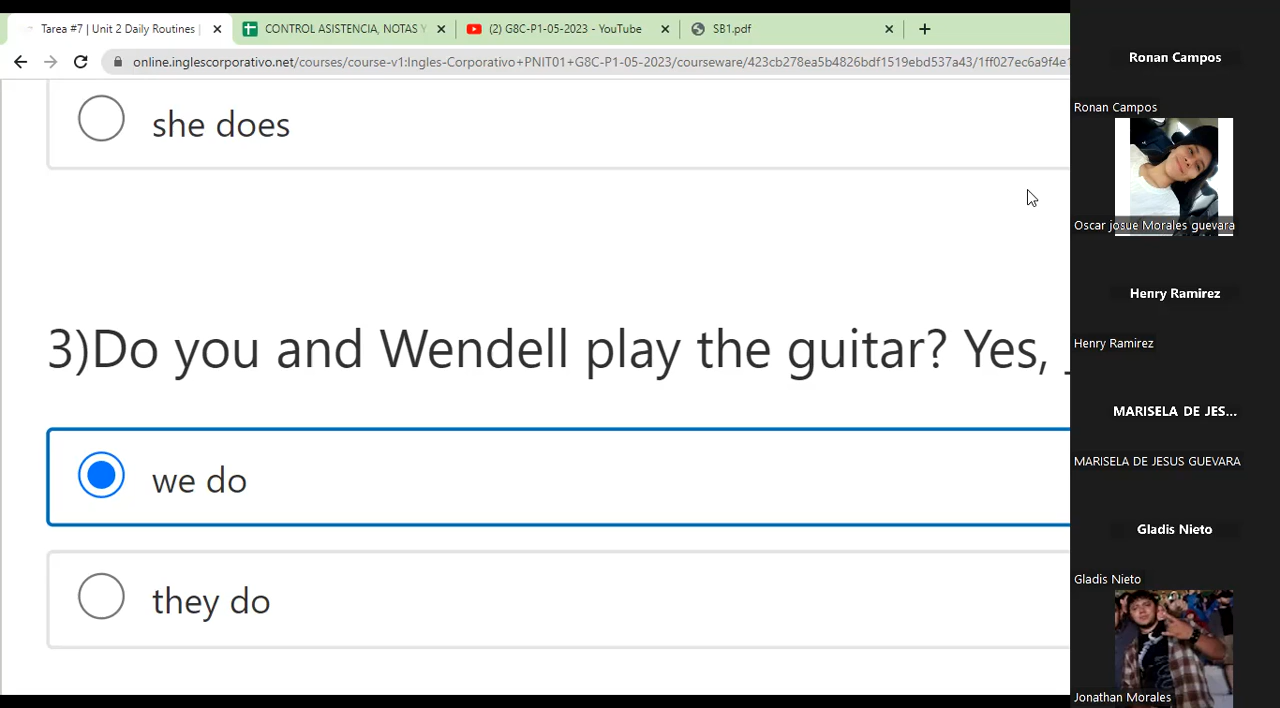 Tarea #7 | Unit 2 Daily Routines |
CONTROL ASISTENCIA, NOTAS Y
(2) G8C-P1-05-2023 - YouTube
SB1.pdf
online.inglescorporativo.net/courses/course-v1:Ingles-Corporativo+PNIT01+G8C-P1-05-2023/courseware/423cb278ea5b4826bdf1519ebd537a43/1ff027ec6a9f4e1
she does
3)Do you and Wendell play the guitar? Yes, _
we do
they do
Ronan Campos
Ronan Campos
Oscar josue Morales guevara
Henry Ramirez
Henry Ramirez
MARISELA DE JES...
MARISELA DE JESUS GUEVARA
Gladis Nieto
Gladis Nieto
Jonathan Morales